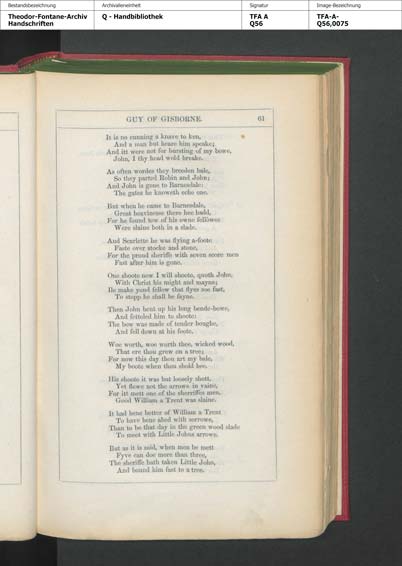 Bestandsbezeichnung
Archivalieneinheit
Signatur
Image-Bezeichnung
Theodor-Fontane-Archiv
Handschriften
Q - Handbibliothek
TFA A
Q56
TFA-A-
Q56,0075
GUY OF GISBORNE. 61
It is no cunning a knave to ken,
And a man but heare him speake;
And itt were not for bursting of my bowe,
John, I thy head wold breake.
As often wordes they breeden bale,
So they parted Robin and John;
And John is gone to Barnesdale:
The gates he knoweth eche one.
But when he came to Barnesdale,
Great heavinesse there hee hadd,
For he found tow of his owne fellowes
Were slaine both in a slade.
And Scarlette he was flying a-foote
Faste over stocke and stone,
For the proud sheriffe with seven score men
Fast after him is gone.
One shoote now I will shoote, quoth John,
With Christ his might and mayne;
Ile make yond fellow that flyes soe fast,
To stopp he shall be fayne.
Then John bent up his long bende-bowe,
And fetteled him to shoote:
The bow was made of tender boughe,
And fell down at his foote.
Woe worth, woe worth thee, wicked wood,
That ere thou grew on a tree;
For now this day thou art my bale,
My boote when thou shold bee.
His shoote it was but loosely shott,
Yet flewe not the arrowe in vaine,
For itt mett one of the sherriffes men,
Good William a Trent was slaine.
It had bene better of William a Trent
To have bene abed with sorrowe,
Than to be that day in the green wood slade
To meet with Little Johns arrowe.
But as it is said, when men be mett
Fyve can doe more than three,
The sheriffe hath taken Little John,
And bound him fast to a tree.